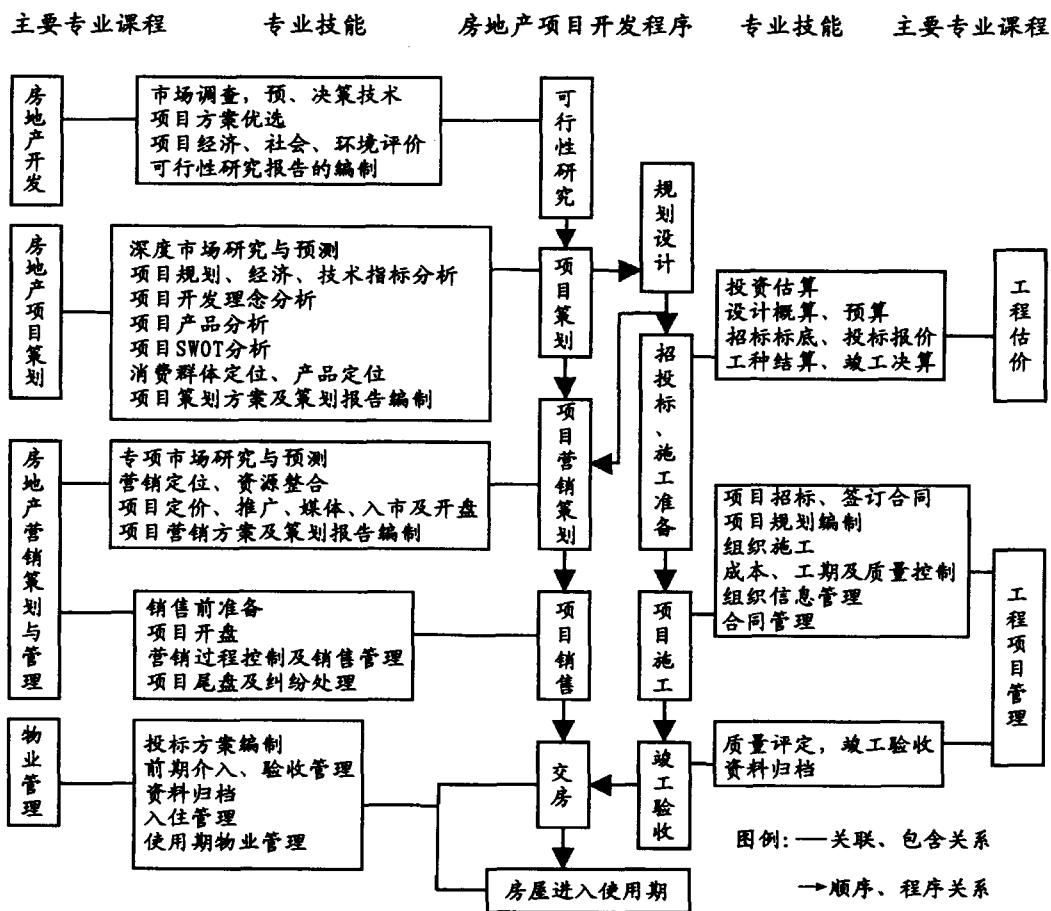 主要专业课程 专业技能 房地产项目开发程序 专业技能 主要专业课程
房地产开发
市场调查，预、决策技术
项目方案优选
项目经济、社会、环境评价
可行性研究报告的编制
可行性研究
规划设计
房地产项目策划
深度市场研究与预测
项目规划、经济、技术指标分析
项目开发理念分析
项目产品分析
项目SWOT分析
消费群体定位、产品定位
项目策划方案及策划报告编制
项目策划
招投标、施工准备
投资估算
设计概算、预算
招标标底、投标报价
工种结算、竣工决算
工程估价
房地产营销策划与管理
专项市场研究与预测
营销定位、资源整合
项目定价、推广、媒体、入市及开盘
项目营销方案及策划报告编制
项目营销策划
项目招标、签订合同
项目规划编制
组织施工
成本、工期及质量控制
组织信息管理
合同管理
工程项目管理
销售前准备
项目开盘
营销过程控制及销售管理
项目尾盘及纠纷处理
项目销售
项目施工
物业管理
投标方案编制
前期介入、验收管理
资料归档
入住管理
使用期物业管理
交房
竣工验收
质量评定，竣工验收
资料归档
房屋进入使用期
图例：—关联、包含关系
→顺序、程序关系